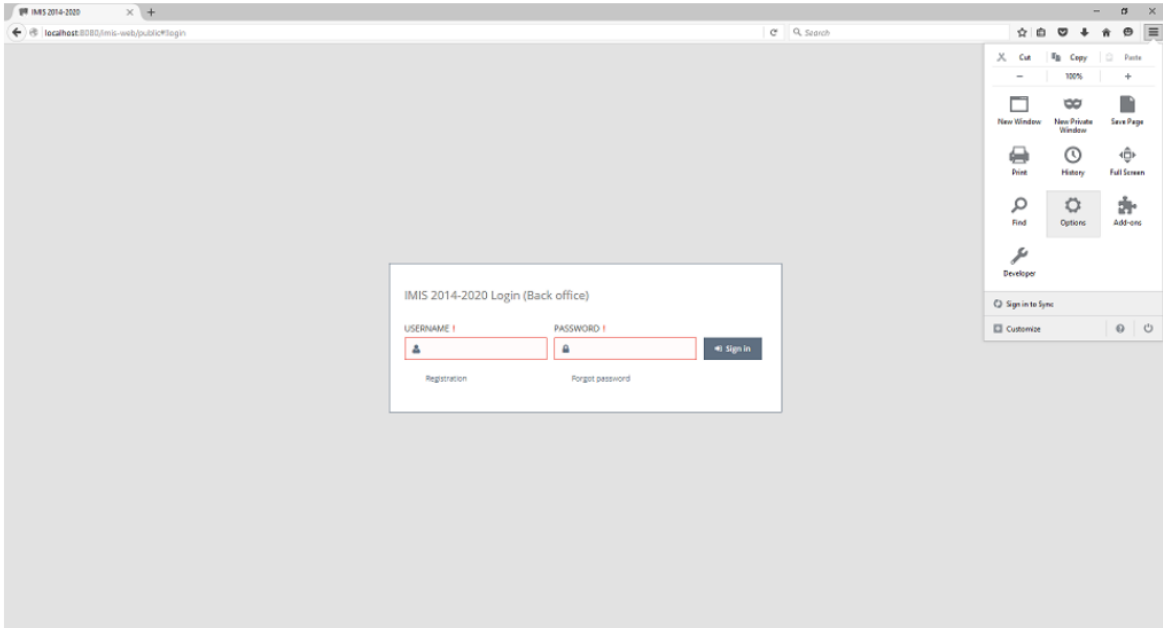 IMIS 2014-2020
localhost:8080/imis-web/public#!login
Search
Cut Copy Paste
100%
New Window New Private Window Save Page
Print History Full Screen
Find Options Add-ons
Developer
Sign in to Sync
Customize
IMIS 2014-2020 Login (Back office)
USERNAME ! PASSWORD !
Sign in
Registration Forgot password